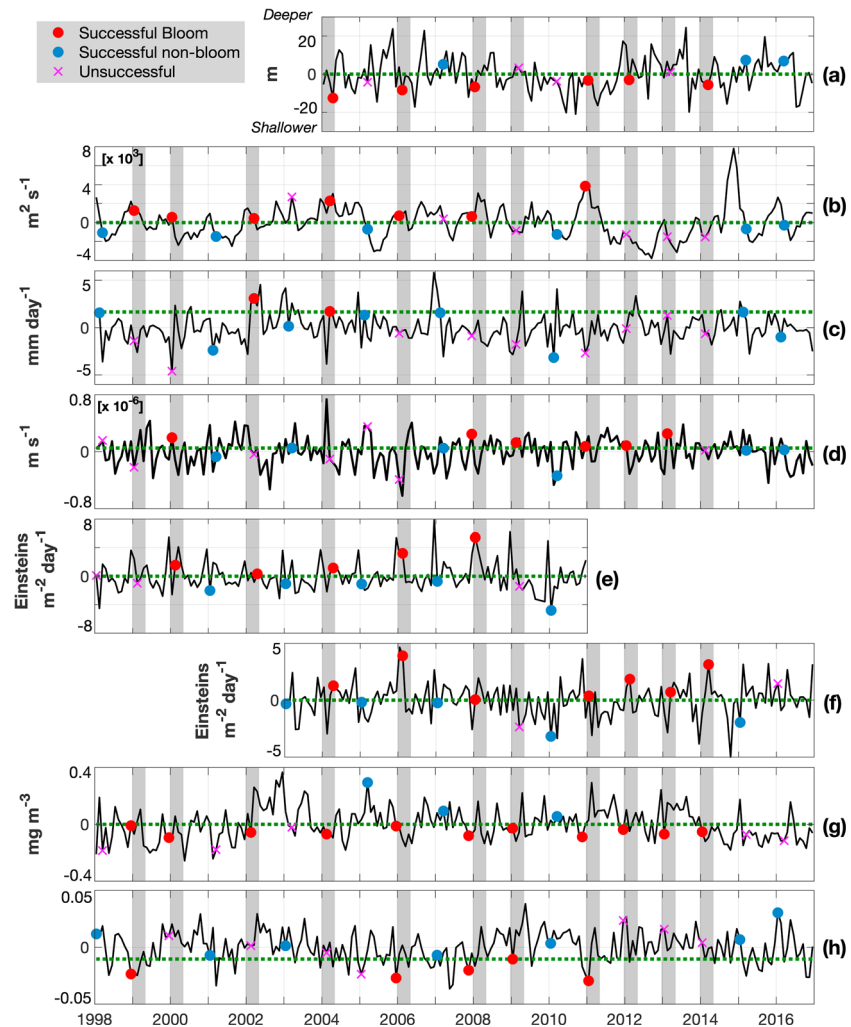 Successful Bloom
Successful non-bloom
Unsuccessful
Deeper
20
0
-20
m
Shallower
(a)
[x 10³]
8
4
0
-4
m² s⁻¹
(b)
5
0
-5
mm day⁻¹
(c)
[x 10⁻⁶]
0.8
0
-0.8
m s⁻¹
(d)
8
0
-8
Einsteins
m⁻² day⁻¹
(e)
5
0
-5
Einsteins
m⁻² day⁻¹
(f)
0.4
0
-0.4
mg m⁻³
(g)
0.05
0
-0.05
(h)
1998 2000 2002 2004 2006 2008 2010 2012 2014 2016